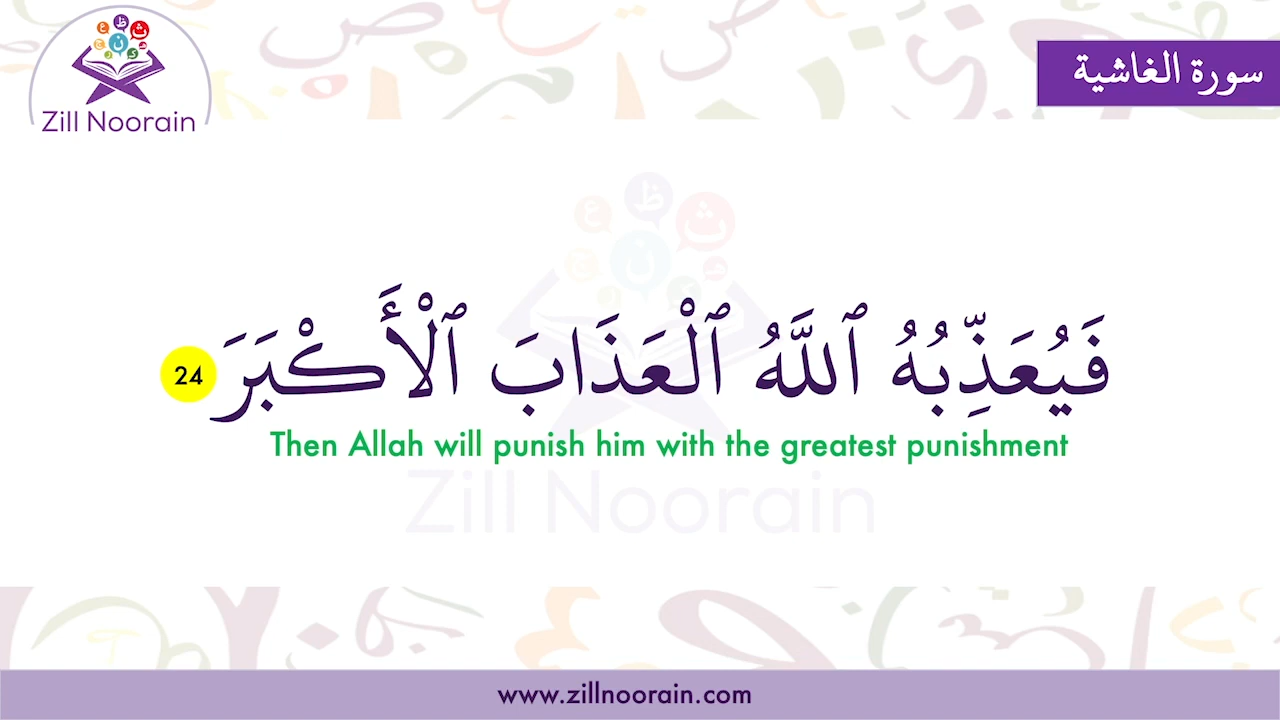 Zill Noorain
سورة الغاشية
فَيُعَذِّبُهُ ٱللَّهُ ٱلْعَذَابَ ٱلْأَكْبَرَ 24
Then Allah will punish him with the greatest punishment
Zill Noorain
www.zillnoorain.com